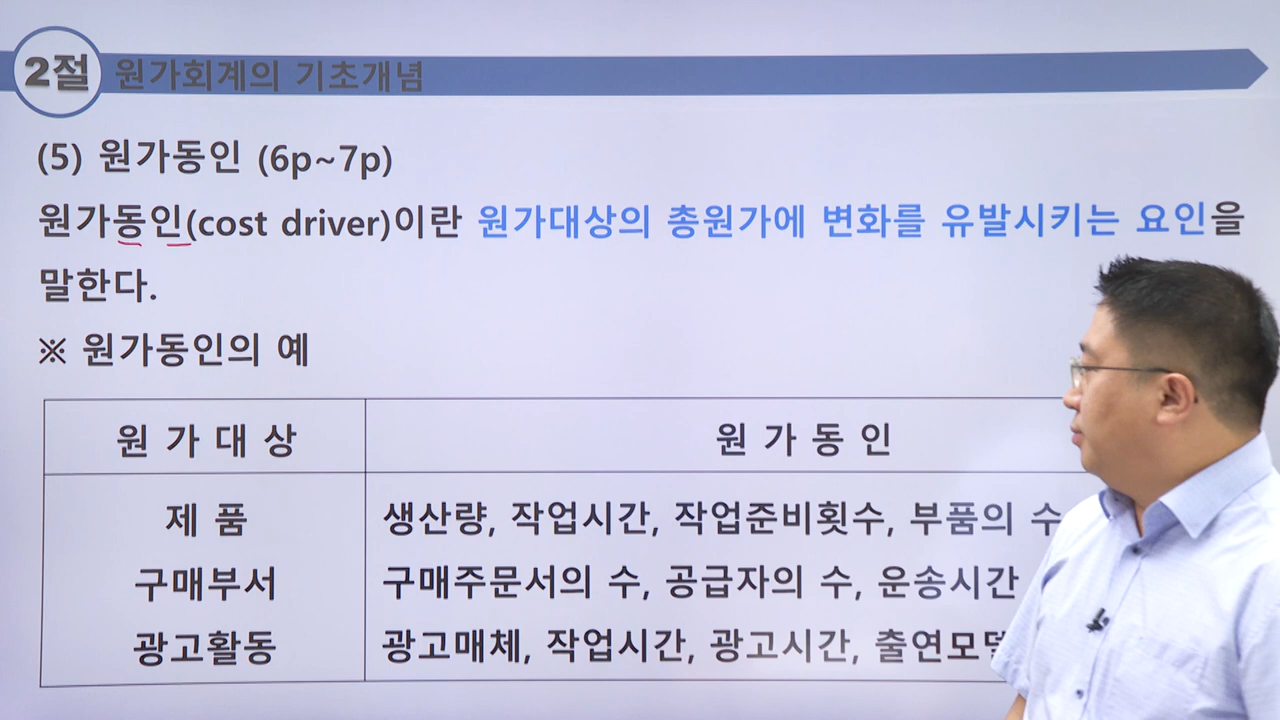 2절 원가회계의 기초개념
(5) 원가동인 (6p~7p)
원가동인(cost driver)이란 원가대상의 총원가에 변화를 유발시키는 요인을
말한다.
※ 원가동인의 예
원 가 대 상 원 가 동 인
제 품 생산량, 작업시간, 작업준비횟수, 부품의 수
구매부서 구매주문서의 수, 공급자의 수, 운송시간
광고활동 광고매체, 작업시간, 광고시간,